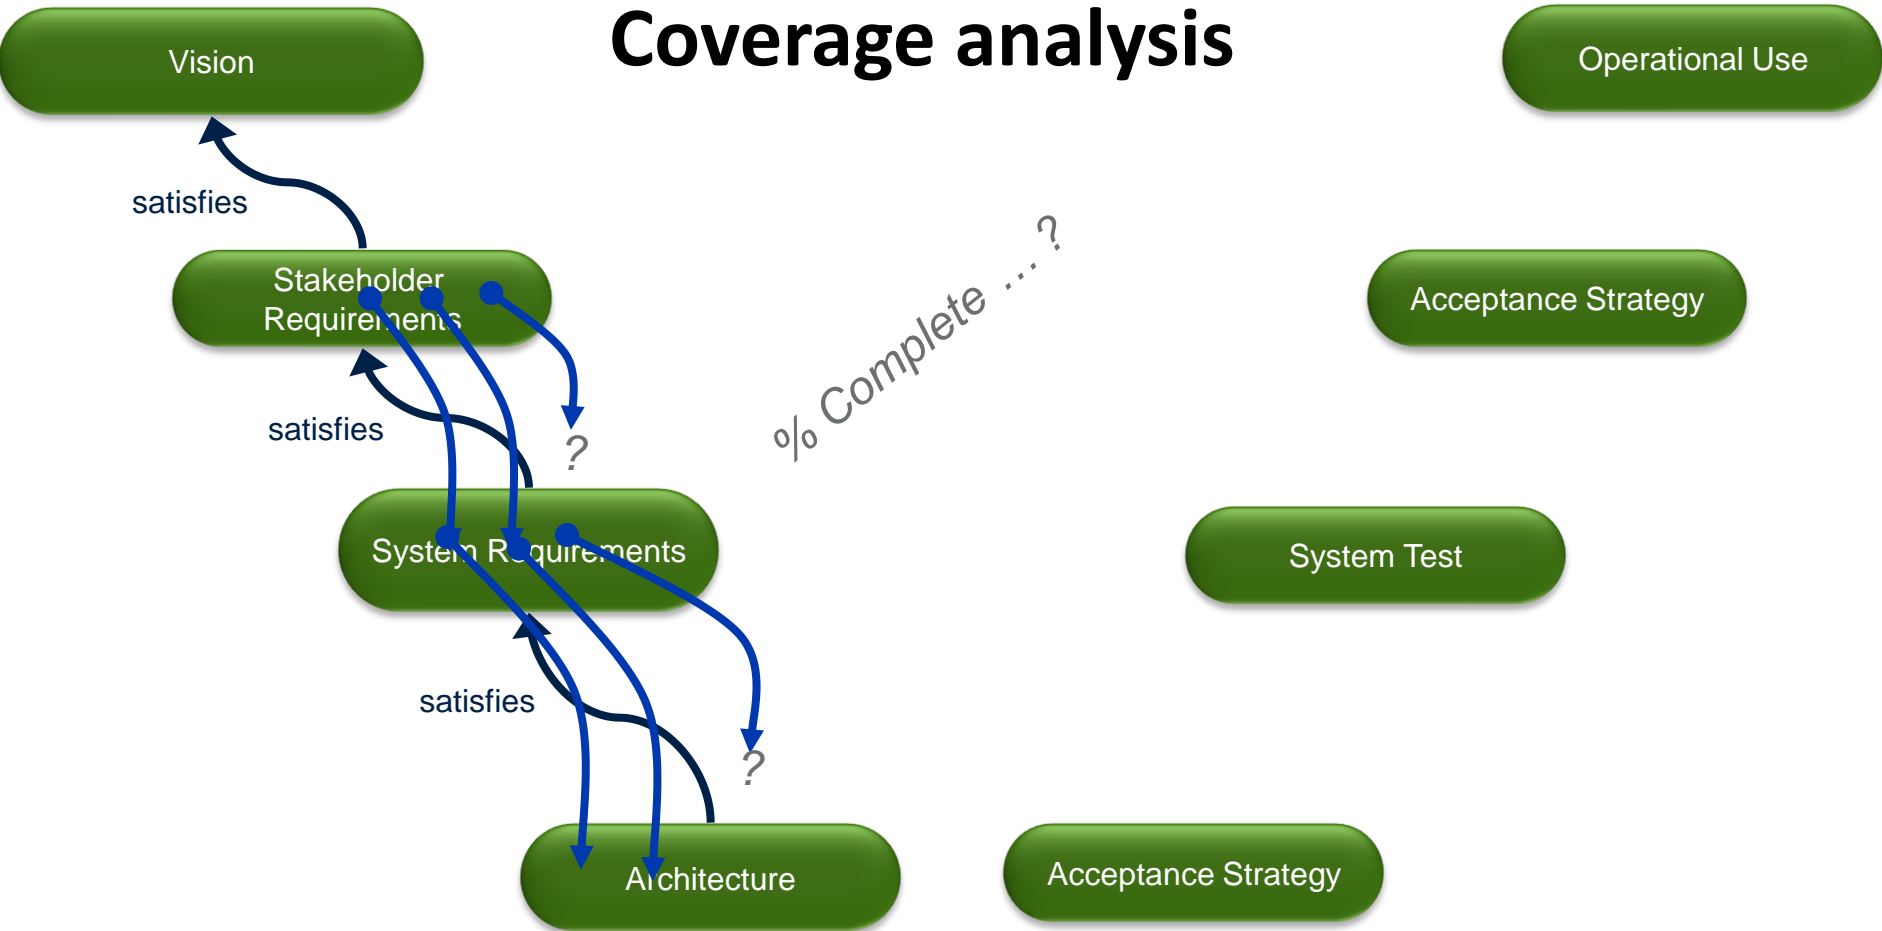 Coverage analysis
Vision
Operational Use
satisfies
% Complete ... ?
Stakeholder
Requirements
Acceptance Strategy
satisfies
?
System Requirements
System Test
satisfies
?
Architecture
Acceptance Strategy